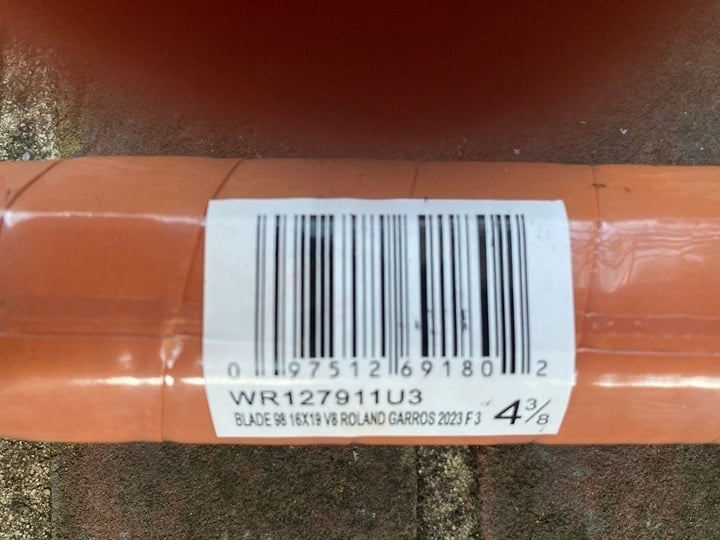 0 97512 69180 2
WR127911U3
BLADE 98 16X19 V8 ROLAND GARROS 2023 F 3
4 3/8